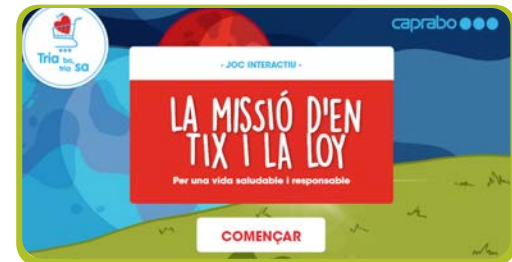 caprabo
Tria bo,
tria sa
- JOC INTERACTIU -
LA MISSIÓ D'EN
TIX I LA LOY
Per una vida saludable i responsable
COMENÇAR